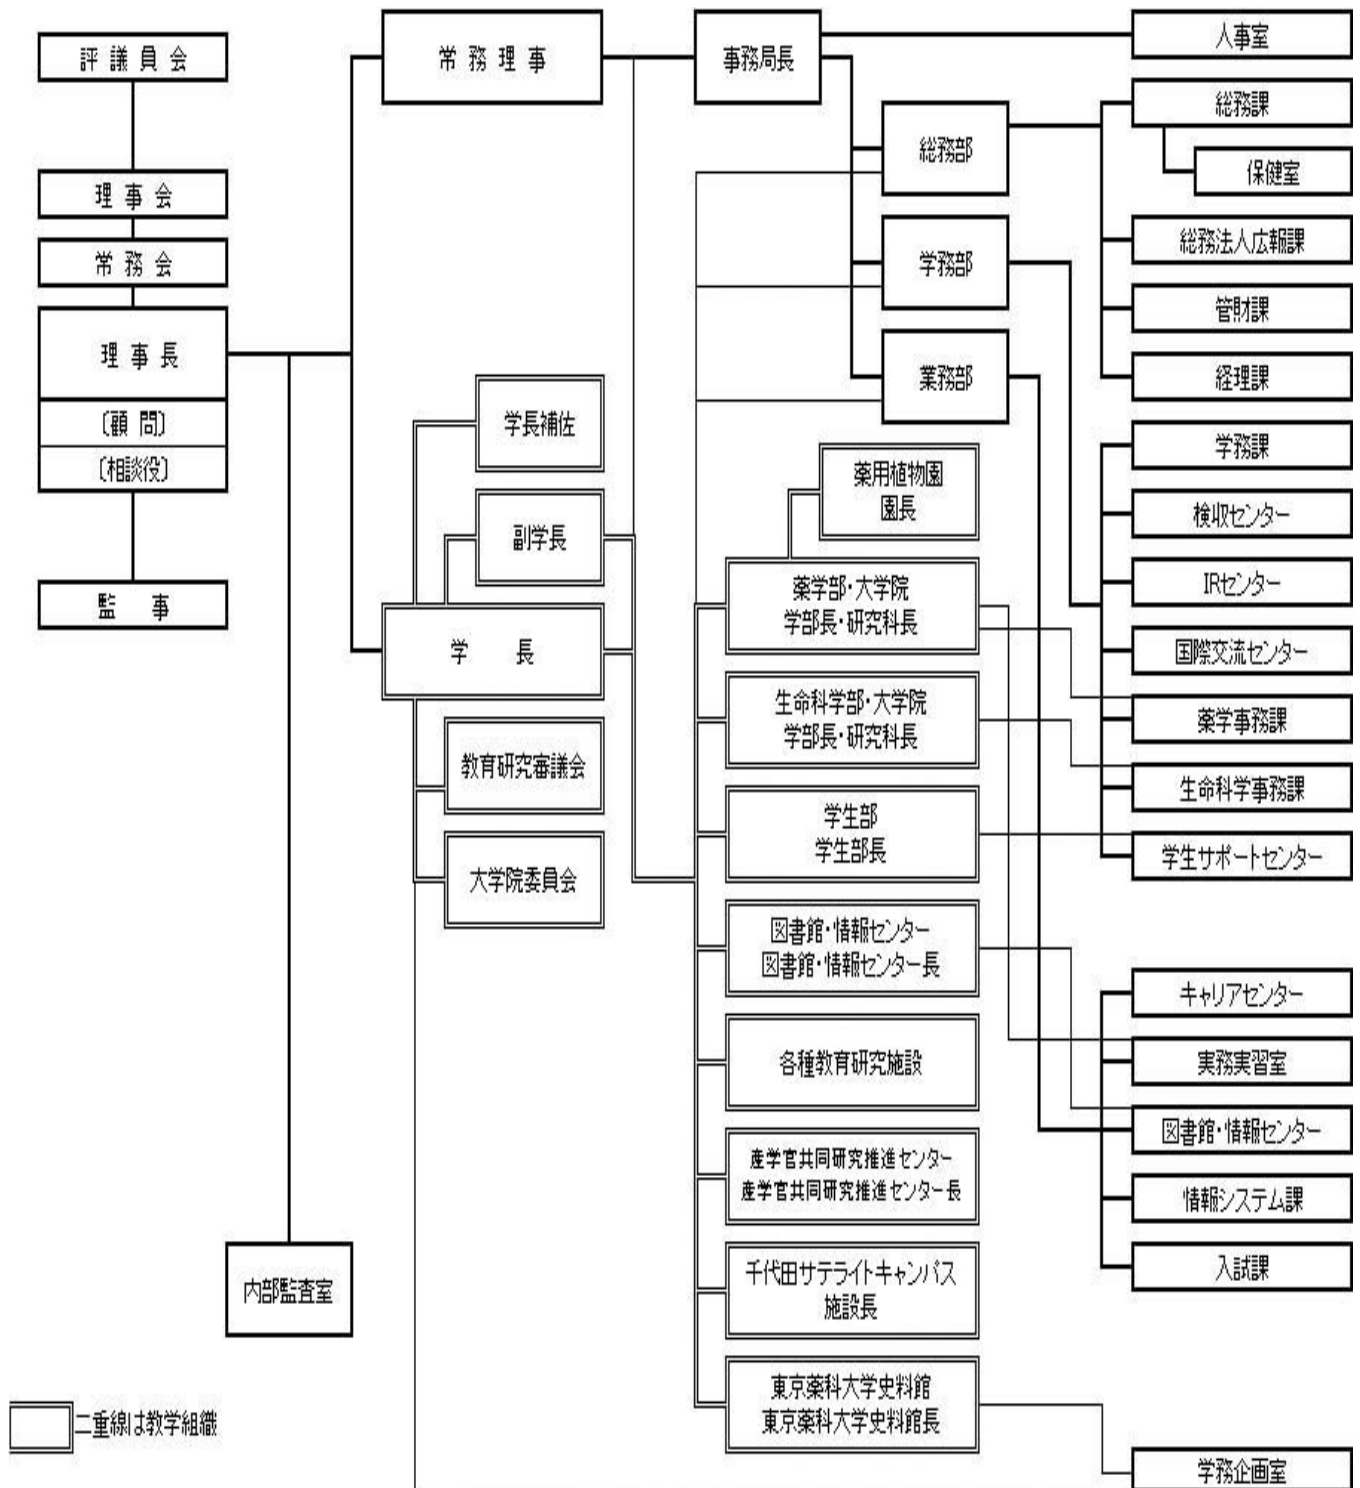 評議員会
理事会
常務会
理事長
〔顧問〕
〔相談役〕
監事
内部監査室
常務理事
学長補佐
副学長
学長
教育研究審議会
大学院委員会
事務局長
総務部
学務部
業務部
薬用植物園
園長
薬学部・大学院
学部長・研究科長
生命科学部・大学院
学部長・研究科長
学生部
学生部長
図書館・情報センター
図書館・情報センター長
各種教育研究施設
産学官共同研究推進センター
産学官共同研究推進センター長
千代田サテライトキャンパス
施設長
東京薬科大学史料館
東京薬科大学史料館長
人事室
総務課
保健室
総務法人広報課
管財課
経理課
学務課
検収センター
IRセンター
国際交流センター
薬学事務課
生命科学事務課
学生サポートセンター
キャリアセンター
実務実習室
図書館・情報センター
情報システム課
入試課
学務企画室
二重線は教学組織